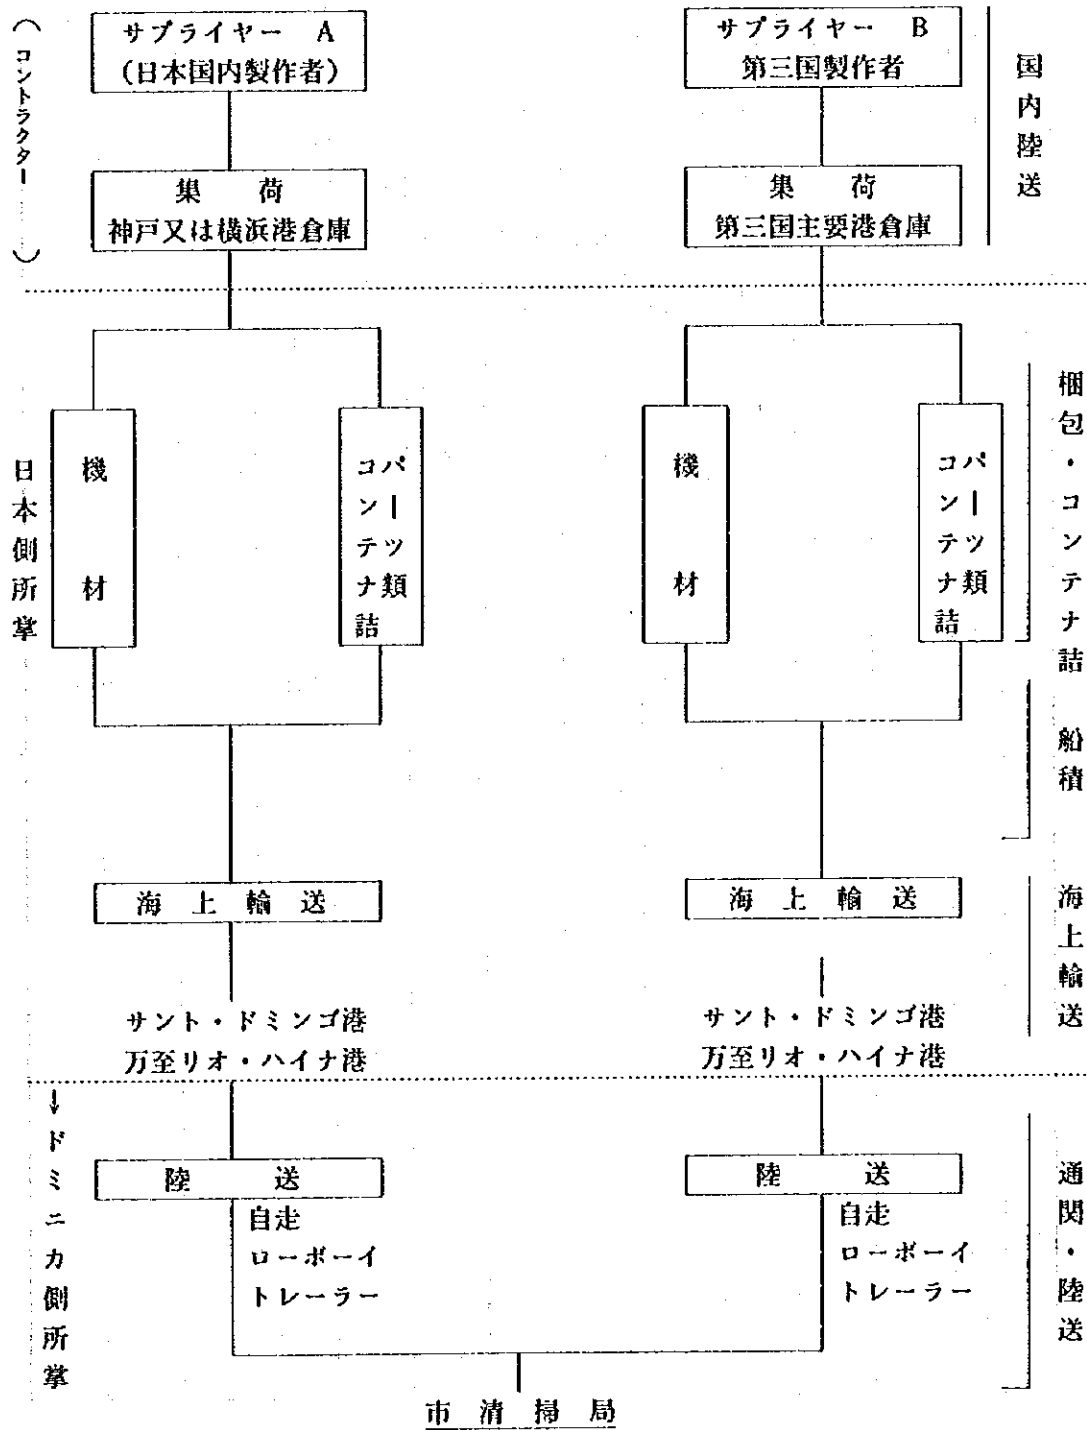 (コントラクター)
サプライヤー A
(日本国内製作者)
サプライヤー B
第三国製作者
国内陸送
集荷
神戸又は横浜港倉庫
集荷
第三国主要港倉庫
日本側所掌
機材
パーツ類
コンテナ詰
機材
パーツ類
コンテナ詰
梱包・コンテナ詰
船積
海上輸送
海上輸送
海上輸送
サント・ドミンゴ港
万至リオ・ハイナ港
サント・ドミンゴ港
万至リオ・ハイナ港
↓ドミニカ側所掌
陸送
自走
ローボーイ
トレーラー
陸送
自走
ローボーイ
トレーラー
通関・陸送
市清掃局